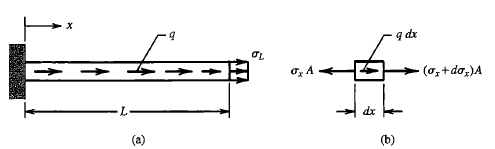 x
q
σL
L
(a)
q dx
σx A
(σx + dσx)A
dx
(b)